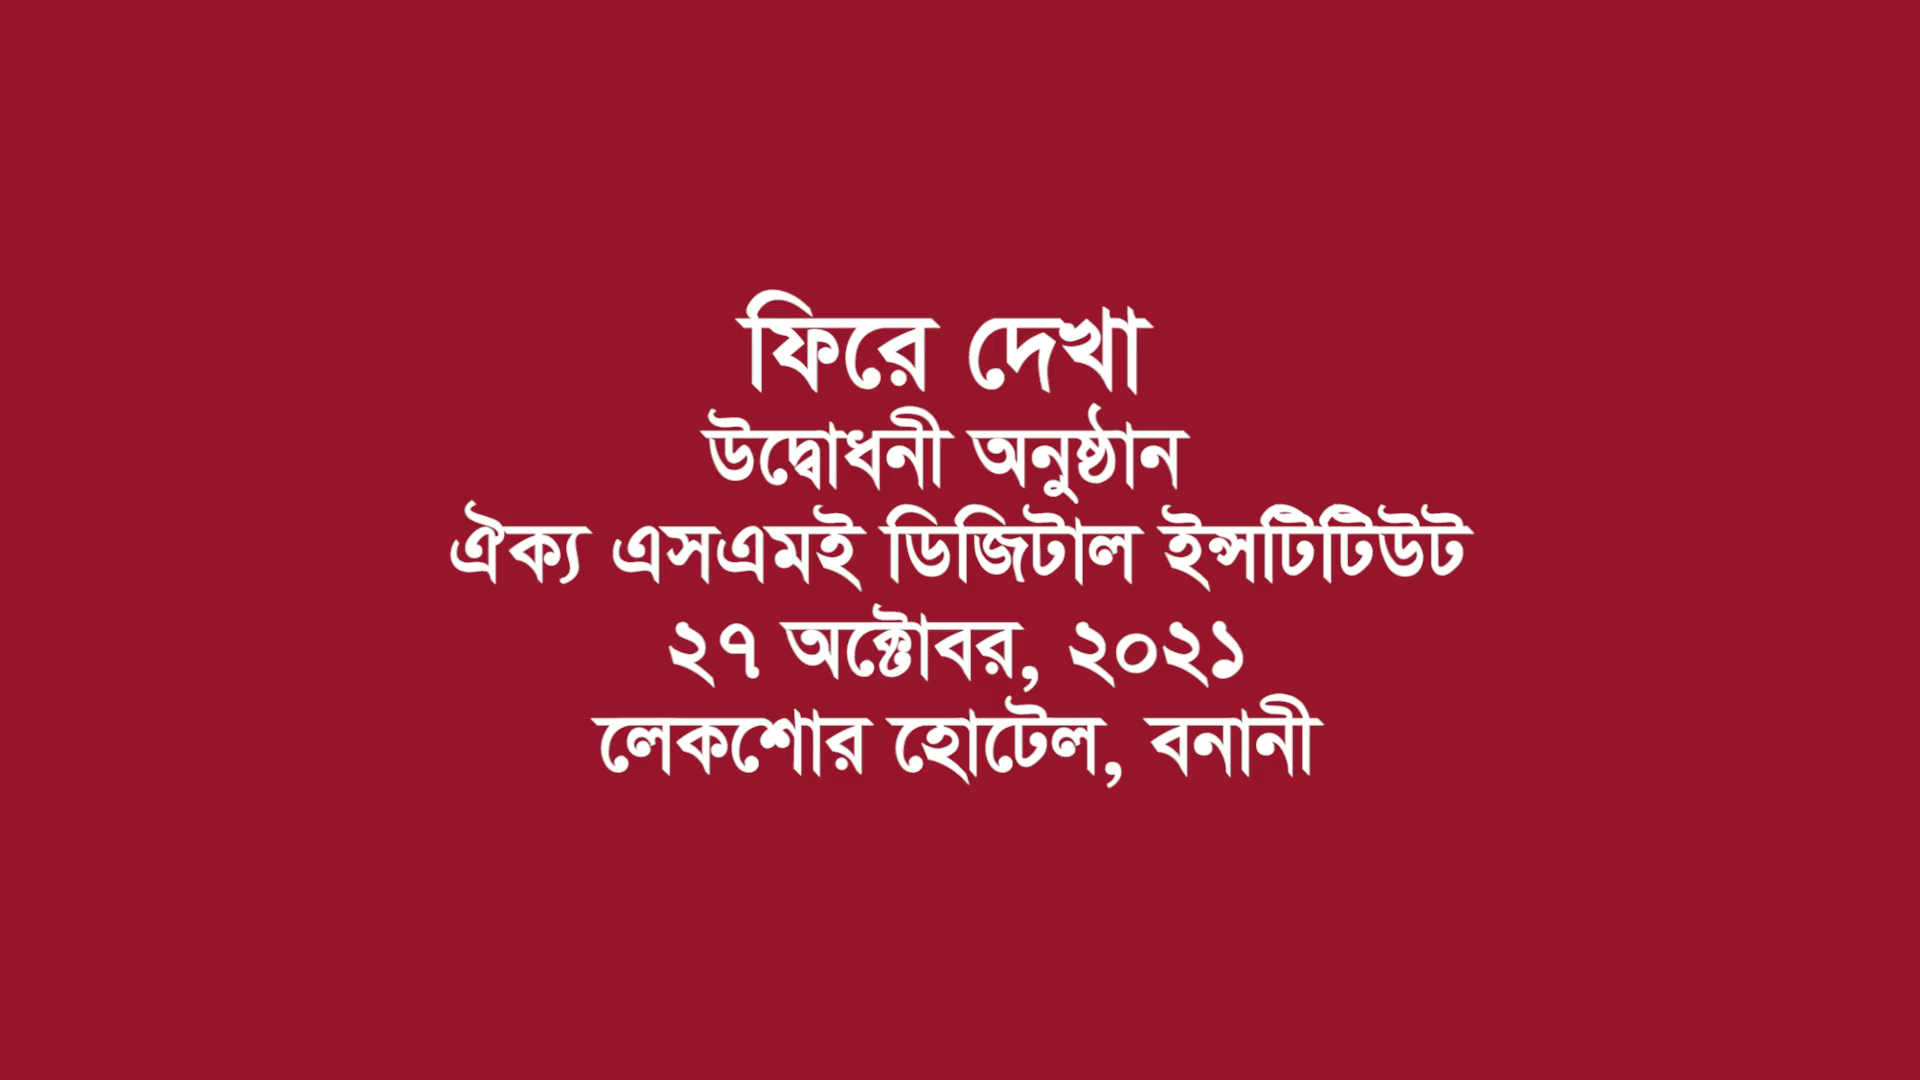 ফিরে দেখা
উদ্বোধনী অনুষ্ঠান
ঐক্য এসএমই ডিজিটাল ইন্সটিটিউট
২৭ অক্টোবর, ২০২১
লেকশোর হোটেল, বনানী